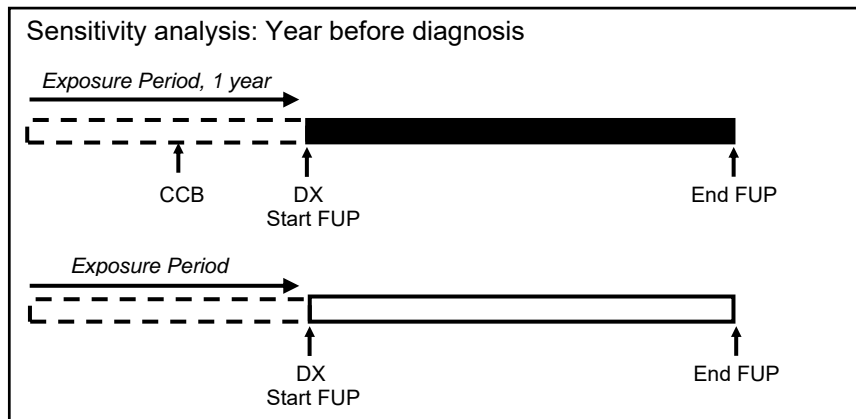 Sensitivity analysis: Year before diagnosis
Exposure Period, 1 year
CCB
DX
Start FUP
End FUP
Exposure Period
DX
Start FUP
End FUP